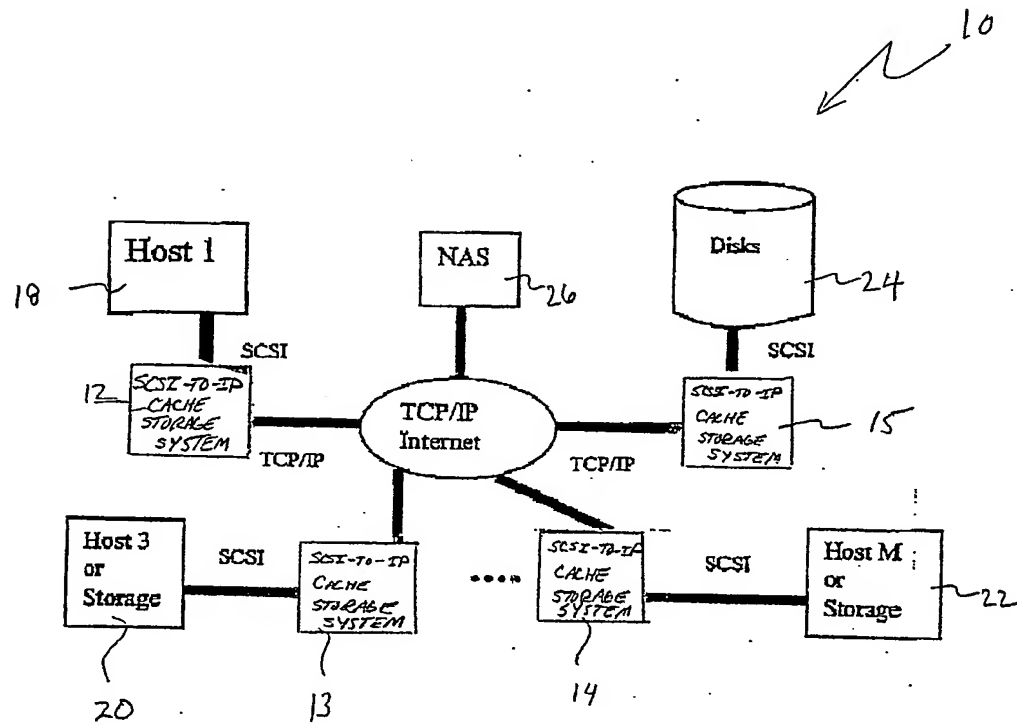 10
Host 1
18
NAS
26
Disks
24
SCSI
SCSI
SCSI-TO-IP
CACHE
STORAGE
SYSTEM
12
TCP/IP
Internet
SCSI-TO-IP
CACHE
STORAGE
SYSTEM
15
TCP/IP
TCP/IP
Host 3
or
Storage
20
SCSI
SCSI-TO-IP
CACHE
STORAGE
SYSTEM
13
SCSI-TO-IP
CACHE
STORAGE
SYSTEM
14
SCSI
Host M
or
Storage
22